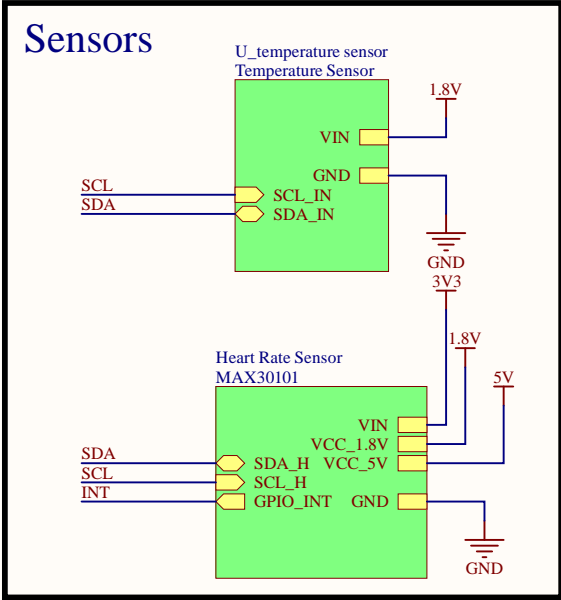 Sensors
U_temperature sensor
Temperature Sensor
1.8V
VIN
GND
SCL
SCL_IN
SDA
SDA_IN
GND
3V3
1.8V
Heart Rate Sensor
MAX30101
5V
VIN
VCC_1.8V
SDA
SDA_H
VCC_5V
SCL
SCL_H
INT
GPIO_INT
GND
GND